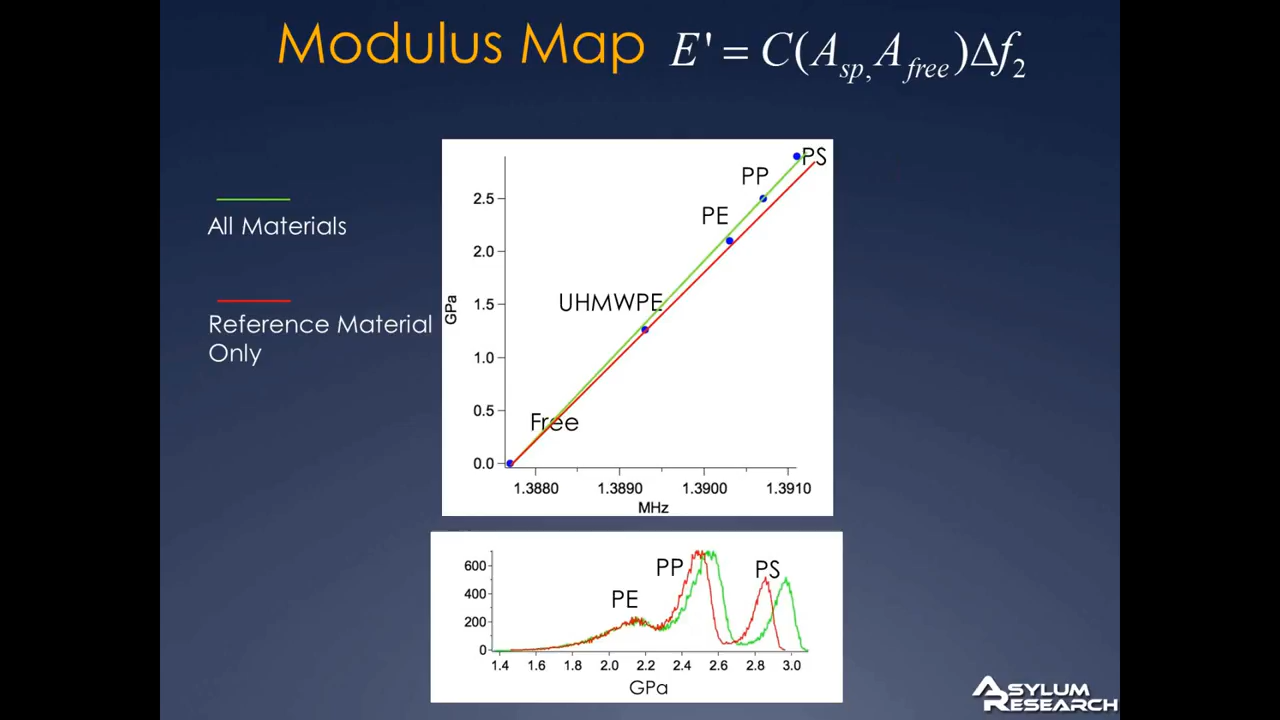 Modulus Map E' = C(A_sp, A_free)Δf_2
All Materials
Reference Material
Only
PS
PP
PE
UHMWPE
Free
GPa
2.5
2.0
1.5
1.0
0.5
0.0
1.3880 1.3890 1.3900 1.3910
MHz
PP PS
PE
600
400
200
0
1.4 1.6 1.8 2.0 2.2 2.4 2.6 2.8 3.0
GPa
ASYLUM
RESEARCH